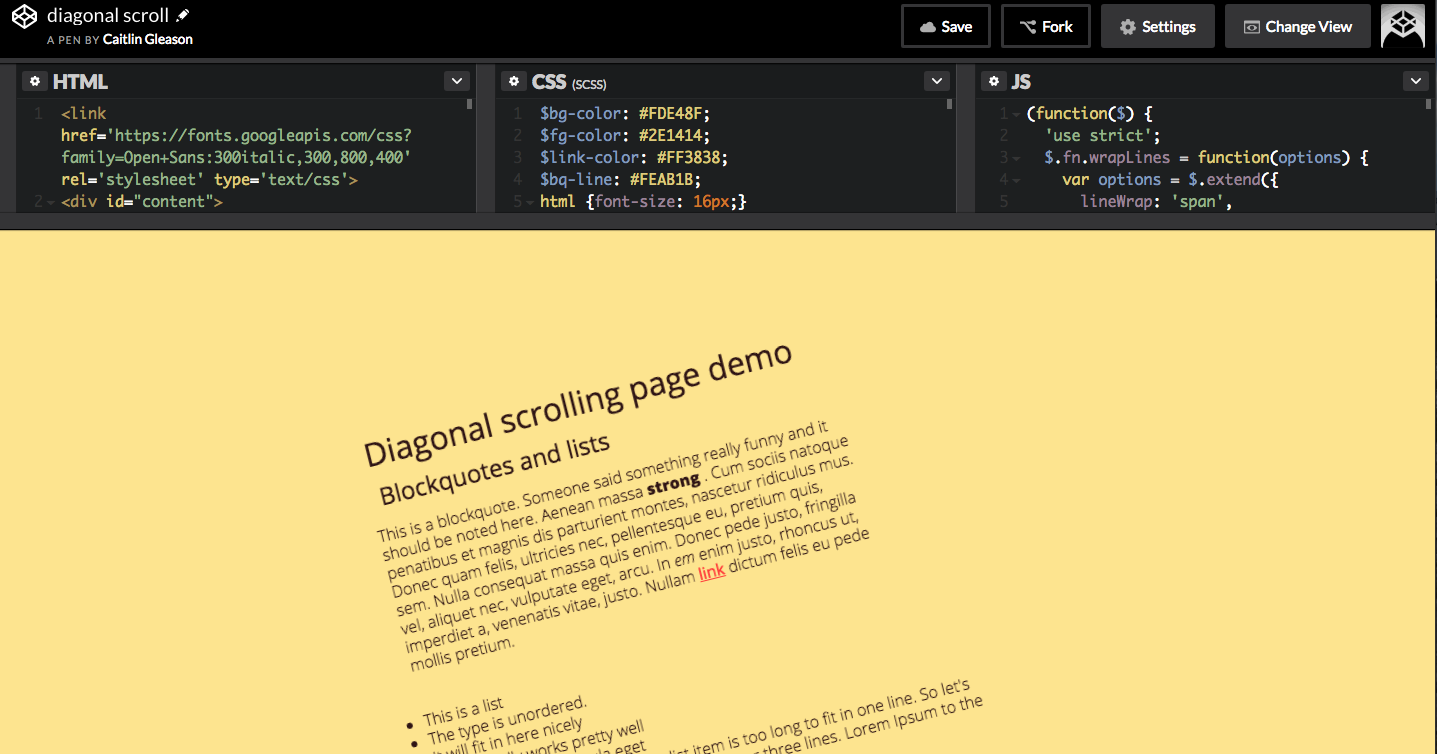 diagonal scroll
A PEN BY Caitlin Gleason
Save
Fork
Settings
Change View
HTML
1 <link
href='https://fonts.googleapis.com/css?
family=Open+Sans:300italic,300,800,400'
rel='stylesheet' type='text/css'>
2 <div id="content">
CSS (SCSS)
1 $bg-color: #FDE48F;
2 $fg-color: #2E1414;
3 $link-color: #FF3838;
4 $bq-line: #FEAB1B;
5 html {font-size: 16px;}
JS
1 (function($) {
2 'use strict';
3 $.fn.wrapLines = function(options) {
4 var options = $.extend({
5 lineWrap: 'span',
Diagonal scrolling page demo
Blockquotes and lists
This is a blockquote. Someone said something really funny and it
should be noted here. Aenean massa strong . Cum sociis natoque
penatibus et magnis dis parturient montes, nascetur ridiculus mus.
Donec quam felis, ultricies nec, pellentesque eu, pretium quis,
sem. Nulla consequat massa quis enim. Donec pede justo, fringilla
vel, aliquet nec, vulputate eget, arcu. In em enim justo, rhoncus ut,
imperdiet a, venenatis vitae, justo. Nullam link dictum felis eu pede
mollis pretium.
This is a list
The type is unordered.
will fit in here nicely
works pretty well
eget
list item is too long to fit in one line. So let's
three lines. Lorem Ipsum to the